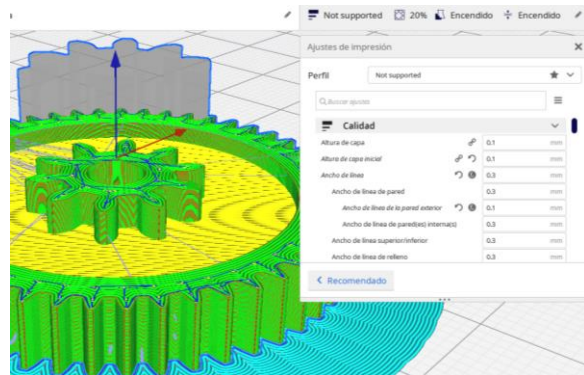 Not supported 20% Encendido Encendido
Ajustes de impresión
Perfil Not supported
Buscar ajustes
Calidad
Altura de capa 0.1 mm
Altura de capa inicial 0.1 mm
Ancho de línea 0.3 mm
Ancho de línea de pared 0.3 mm
Ancho de línea de la pared exterior 0.1 mm
Ancho de línea de pared(es) interna(s) 0.3 mm
Ancho de línea superior/inferior 0.3 mm
Ancho de línea de relleno 0.3 mm
Recomendado